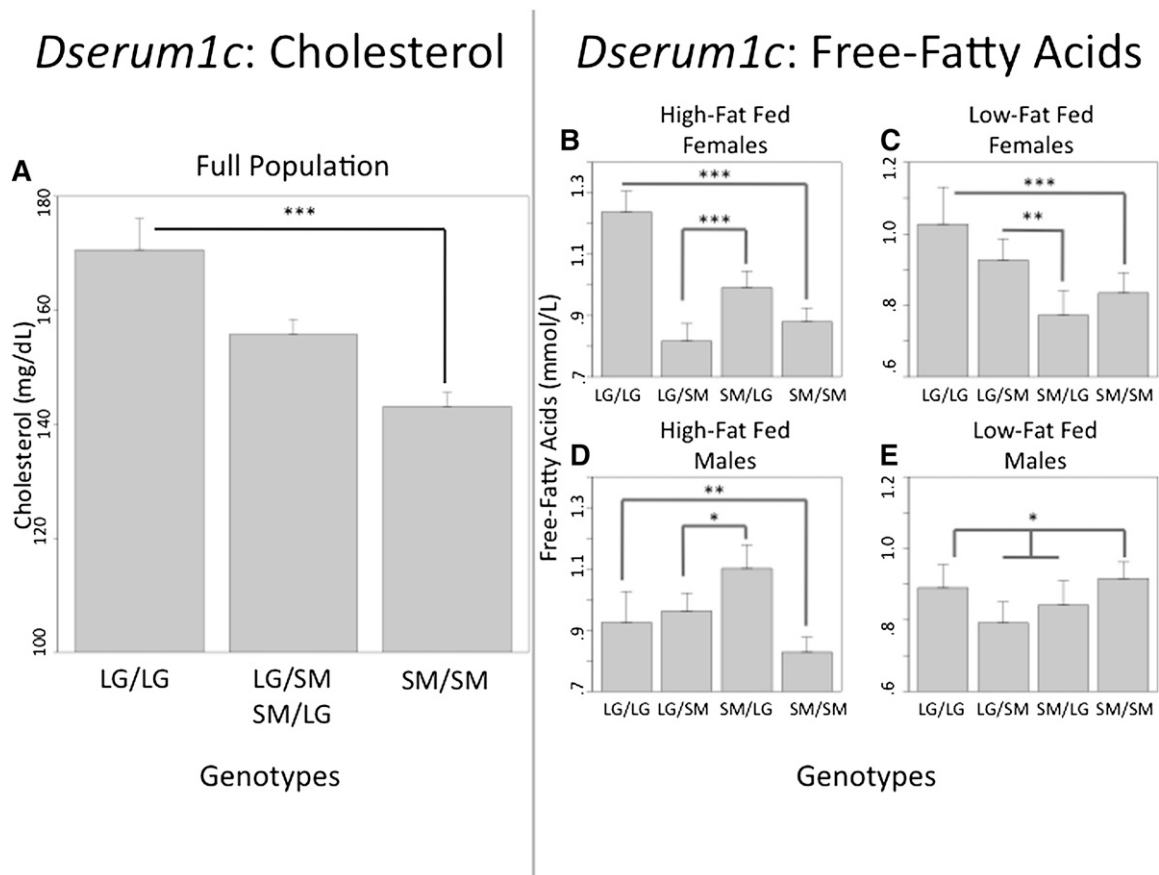 Dserum1c: Cholesterol
A
Full Population
180
160
140
120
100
Cholesterol (mg/dL)
***
LG/LG
LG/SM
SM/LG
SM/SM
Genotypes
Dserum1c: Free-Fatty Acids
Free-Fatty Acids (mmol/L)
B
High-Fat Fed
Females
1.3
1.1
.9
.7
***
***
LG/LG LG/SM SM/LG SM/SM
C
Low-Fat Fed
Females
1.2
1.0
.8
.6
***
**
LG/LG LG/SM SM/LG SM/SM
D
High-Fat Fed
Males
1.3
1.1
.9
.7
**
*
LG/LG LG/SM SM/LG SM/SM
E
Low-Fat Fed
Males
1.2
1.0
.8
.6
*
LG/LG LG/SM SM/LG SM/SM
Genotypes